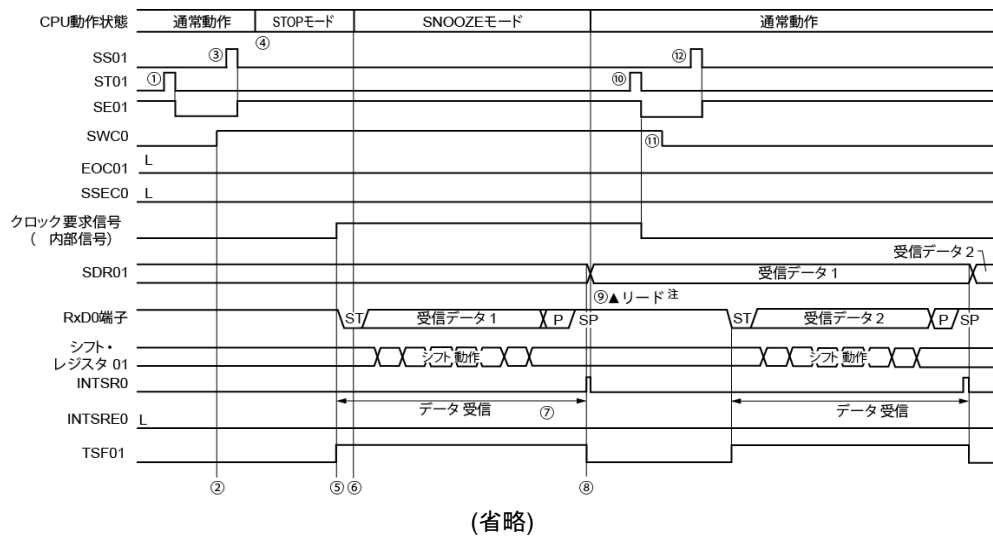 CPU動作状態 通常動作 STOPモード SNOOZEモード 通常動作
④
SS01 ③ ⑫
ST01 ① ⑩
SE01
SWC0 ⑪
EOC01 L
SSEC0 L
クロック要求信号
( 内部信号)
受信データ 2
SDR01 受信データ 1
⑨▲リード 注
RxD0端子 ST 受信データ 1 P SP ST 受信データ 2 P SP
シフト・
レジスタ 01 シフト 動作 シフト 動作
INTSR0
データ 受信 ⑦ データ 受信
INTSRE0 L
TSF01
② ⑤ ⑥ ⑧
(省略)